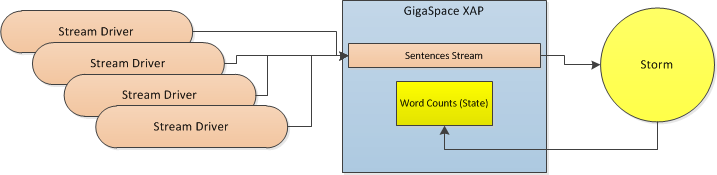 Stream Driver
Stream Driver
Stream Driver
Stream Driver
GigaSpace XAP
Sentences Stream
Word Counts (State)
Storm